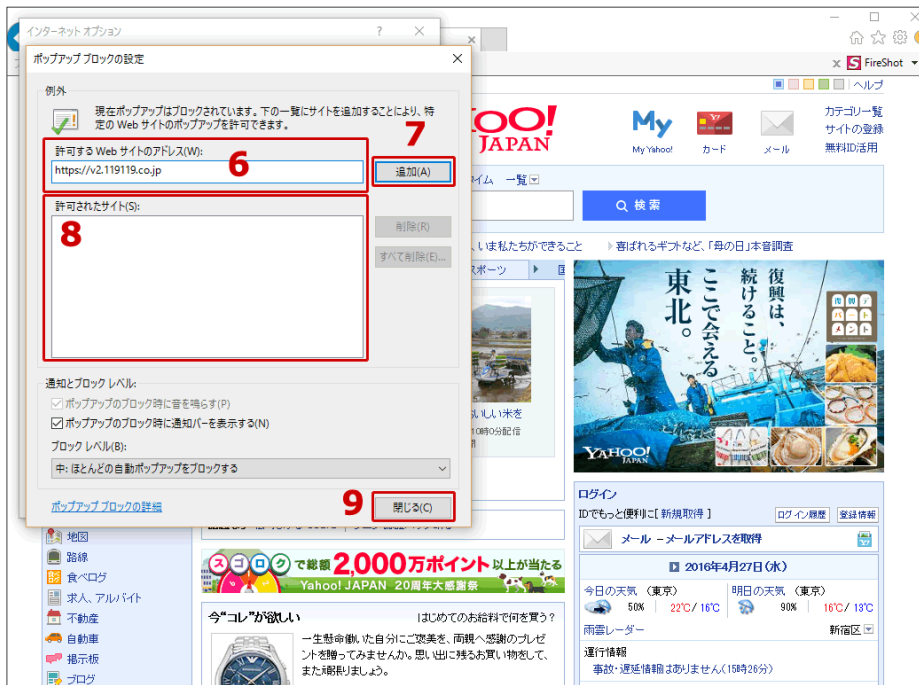 インターネット オプション
ポップアップ ブロックの設定
FireShot
例外
現在ポップアップはブロックされています。下の一覧にサイトを追加することにより、特
定の Web サイトのポップアップを許可できます。
7
許可する Web サイトのアドレス(W):
https://v2.119119.co.jp
6
追加(A)
許可されたサイト(S):
8
削除(R)
すべて削除(E)...
通知とブロック レベル:
ポップアップのブロック時に音を鳴らす(P)
ポップアップのブロック時に通知バーを表示する(N)
ブロック レベル(B):
中: ほとんどの自動ポップアップをブロックする
ポップアップ ブロックの詳細
9
閉じる(C)
ヘルプ
JAPAN
My
My Yahoo!
カード
メール
カテゴリ一覧
サイトの登録
無料ID活用
一覧
検索
、いま私たちができること
喜ばれるギフトなど、「母の日」本音調査
スポーツ
いしい米を
10時0分配信
復興は、
続けること。
ここで会える
東北。
復興デパートメント
YAHOO!
JAPAN
ログイン
IDでもっと便利に[ 新規取得 ]
ログイン履歴
登録情報
メール - メールアドレスを取得
2016年4月27日(水)
今日の天気 (東京)
明日の天気 (東京)
50%
22℃/ 16℃
90%
16℃/ 13℃
雨雲レーダー
新宿区
運行情報
事故・遅延情報はありません(15時26分)
地図
路線
食べログ
求人、アルバイト
不動産
自動車
掲示板
ブログ
スゴロクで総額2,000万ポイント以上が当たる
Yahoo! JAPAN 20周年大感謝祭
今“コレ”が欲しい
はじめてのお給料で何を買う?
一生懸命働いた自分にご褒美を、両親へ感謝のプレゼ
ントを贈ってみませんか。思い出に残るお買い物をして、
また頑張りましょう。